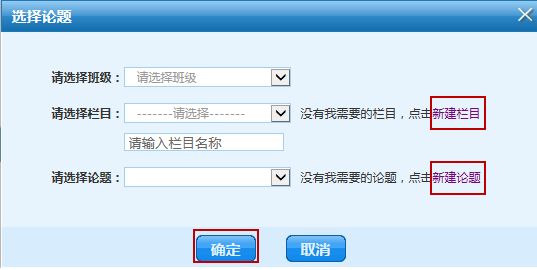 选择论题
请选择班级： 请选择班级
请选择栏目： -------请选择------- 没有我需要的栏目，点击新建栏目
请输入栏目名称
请选择论题： 没有我需要的论题，点击新建论题
确定 取消